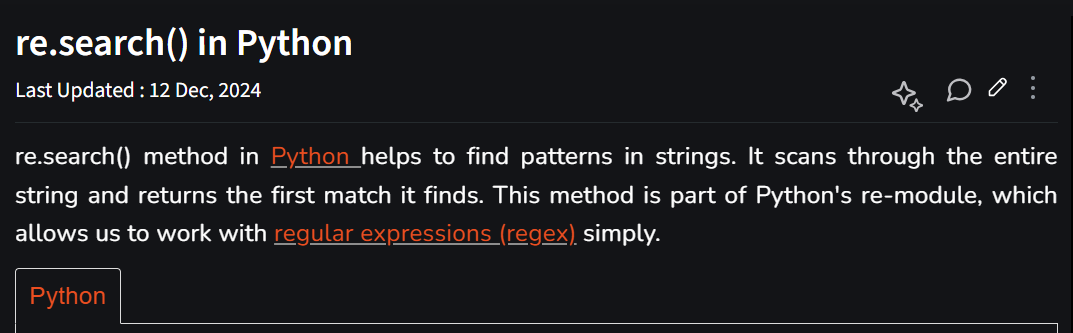 re.search() in Python
Last Updated : 12 Dec, 2024
re.search() method in Python helps to find patterns in strings. It scans through the entire
string and returns the first match it finds. This method is part of Python's re-module, which
allows us to work with regular expressions (regex) simply.
Python